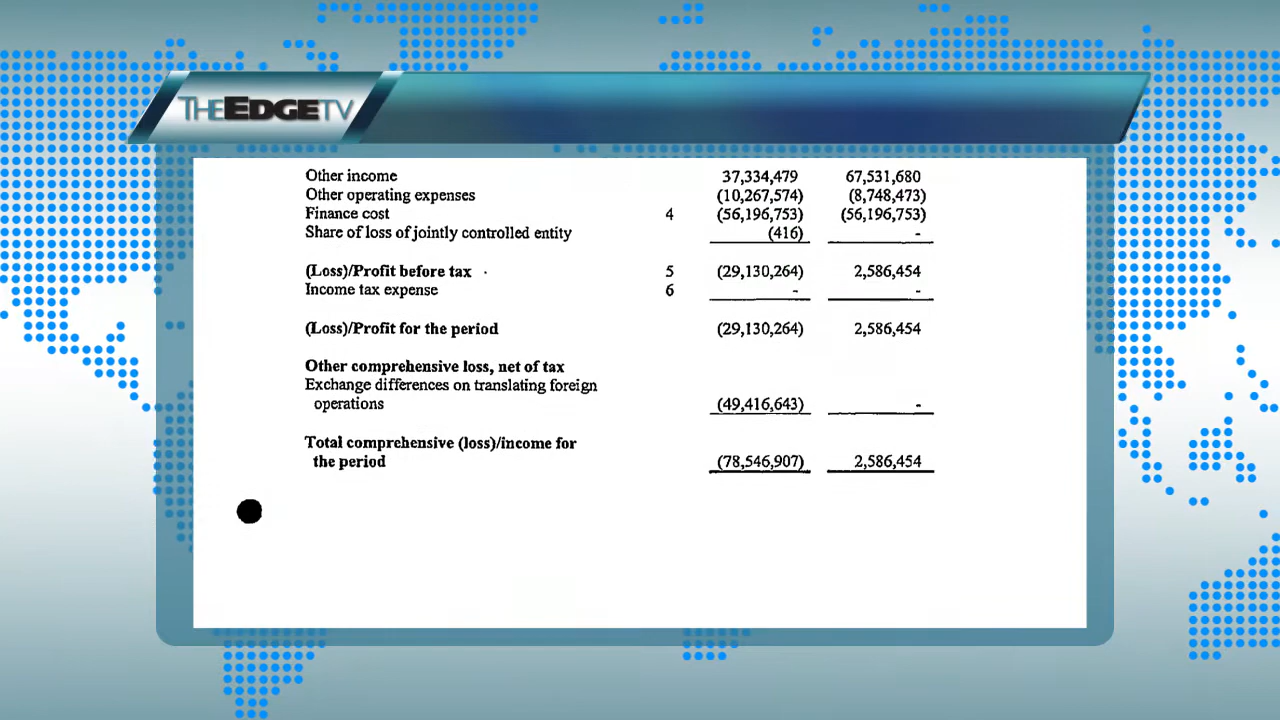 THEEDGETV
Other income 37,334,479 67,531,680
Other operating expenses (10,267,574) (8,748,473)
Finance cost 4 (56,196,753) (56,196,753)
Share of loss of jointly controlled entity (416) -
(Loss)/Profit before tax 5 (29,130,264) 2,586,454
Income tax expense 6 - -
(Loss)/Profit for the period (29,130,264) 2,586,454
Other comprehensive loss, net of tax
Exchange differences on translating foreign
operations (49,416,643) -
Total comprehensive (loss)/income for
the period (78,546,907) 2,586,454